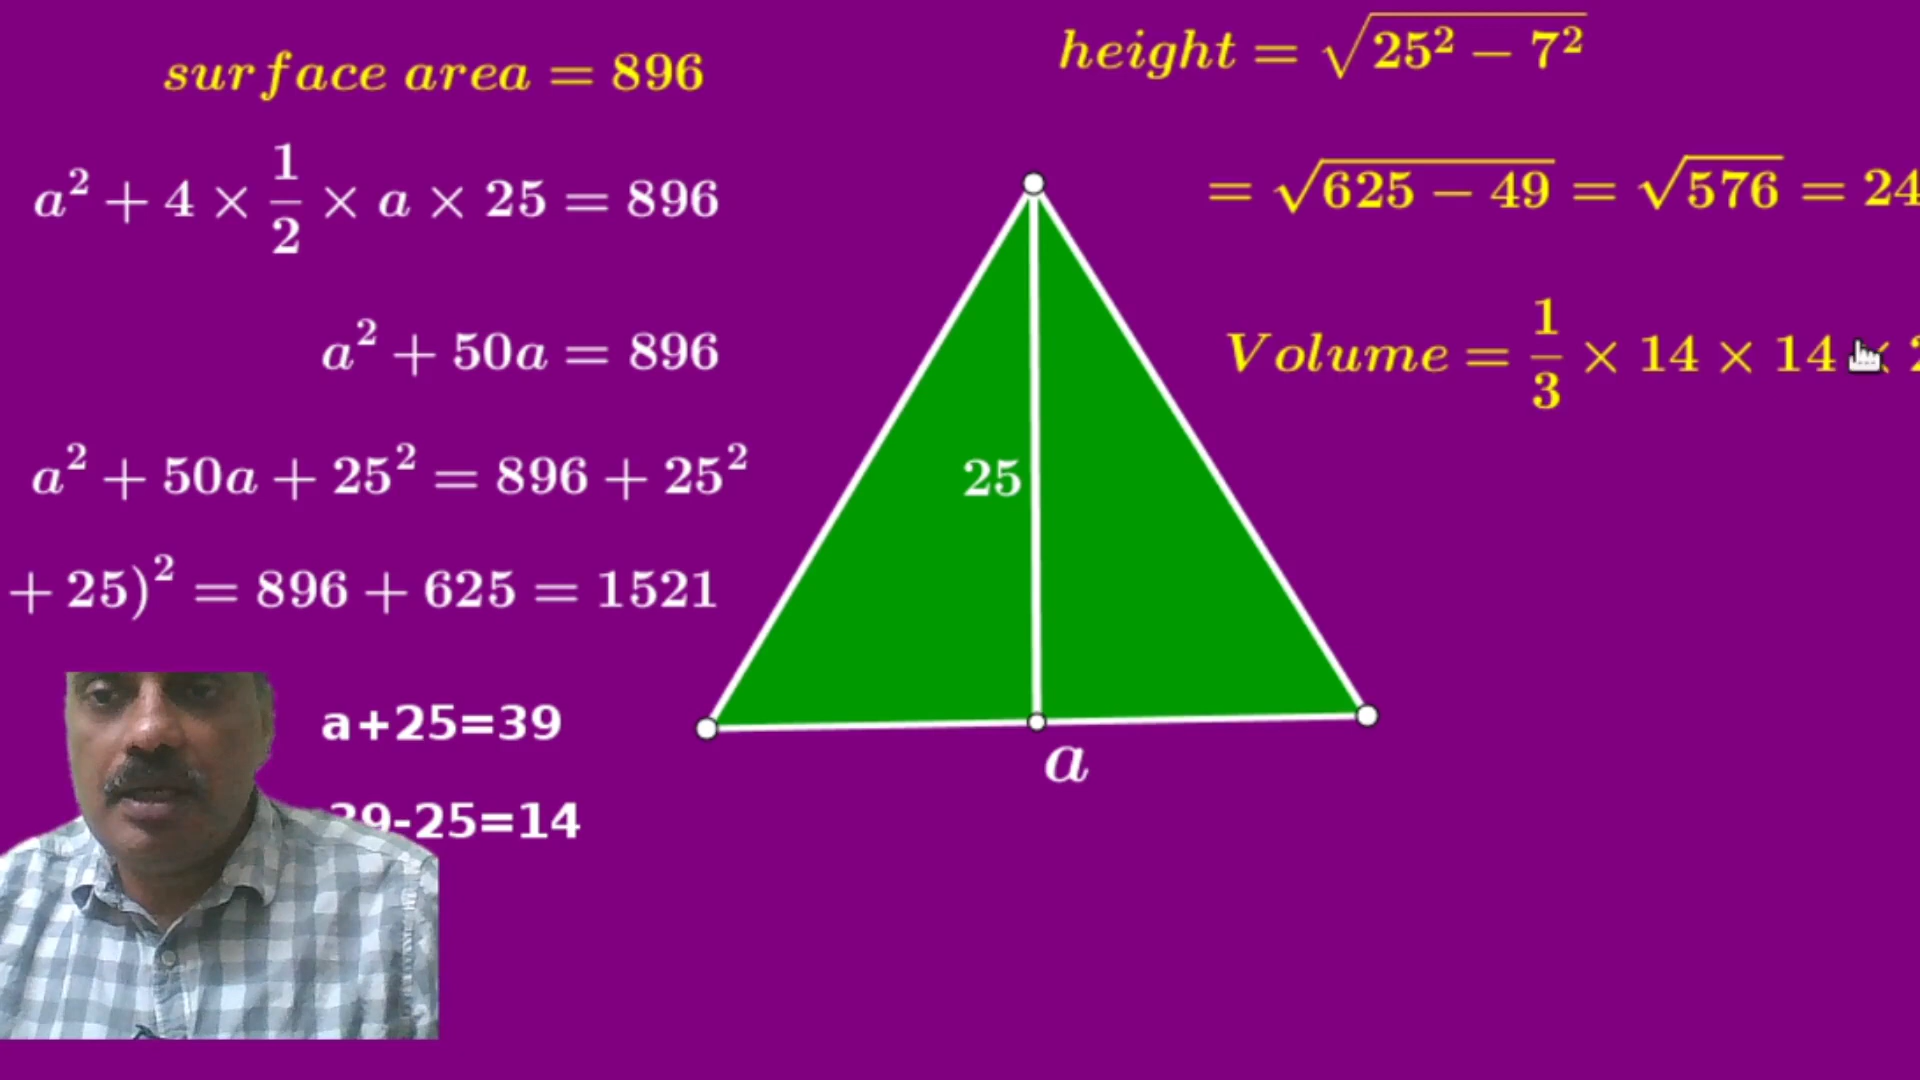 surface area = 896
a² + 4 × 1/2 × a × 25 = 896
a² + 50a = 896
a² + 50a + 25² = 896 + 25²
+ 25)² = 896 + 625 = 1521
a+25=39
39-25=14
25
a
height = √(25² − 7²)
= √(625 − 49) = √576 = 24
Volume = 1/3 × 14 × 14 ×